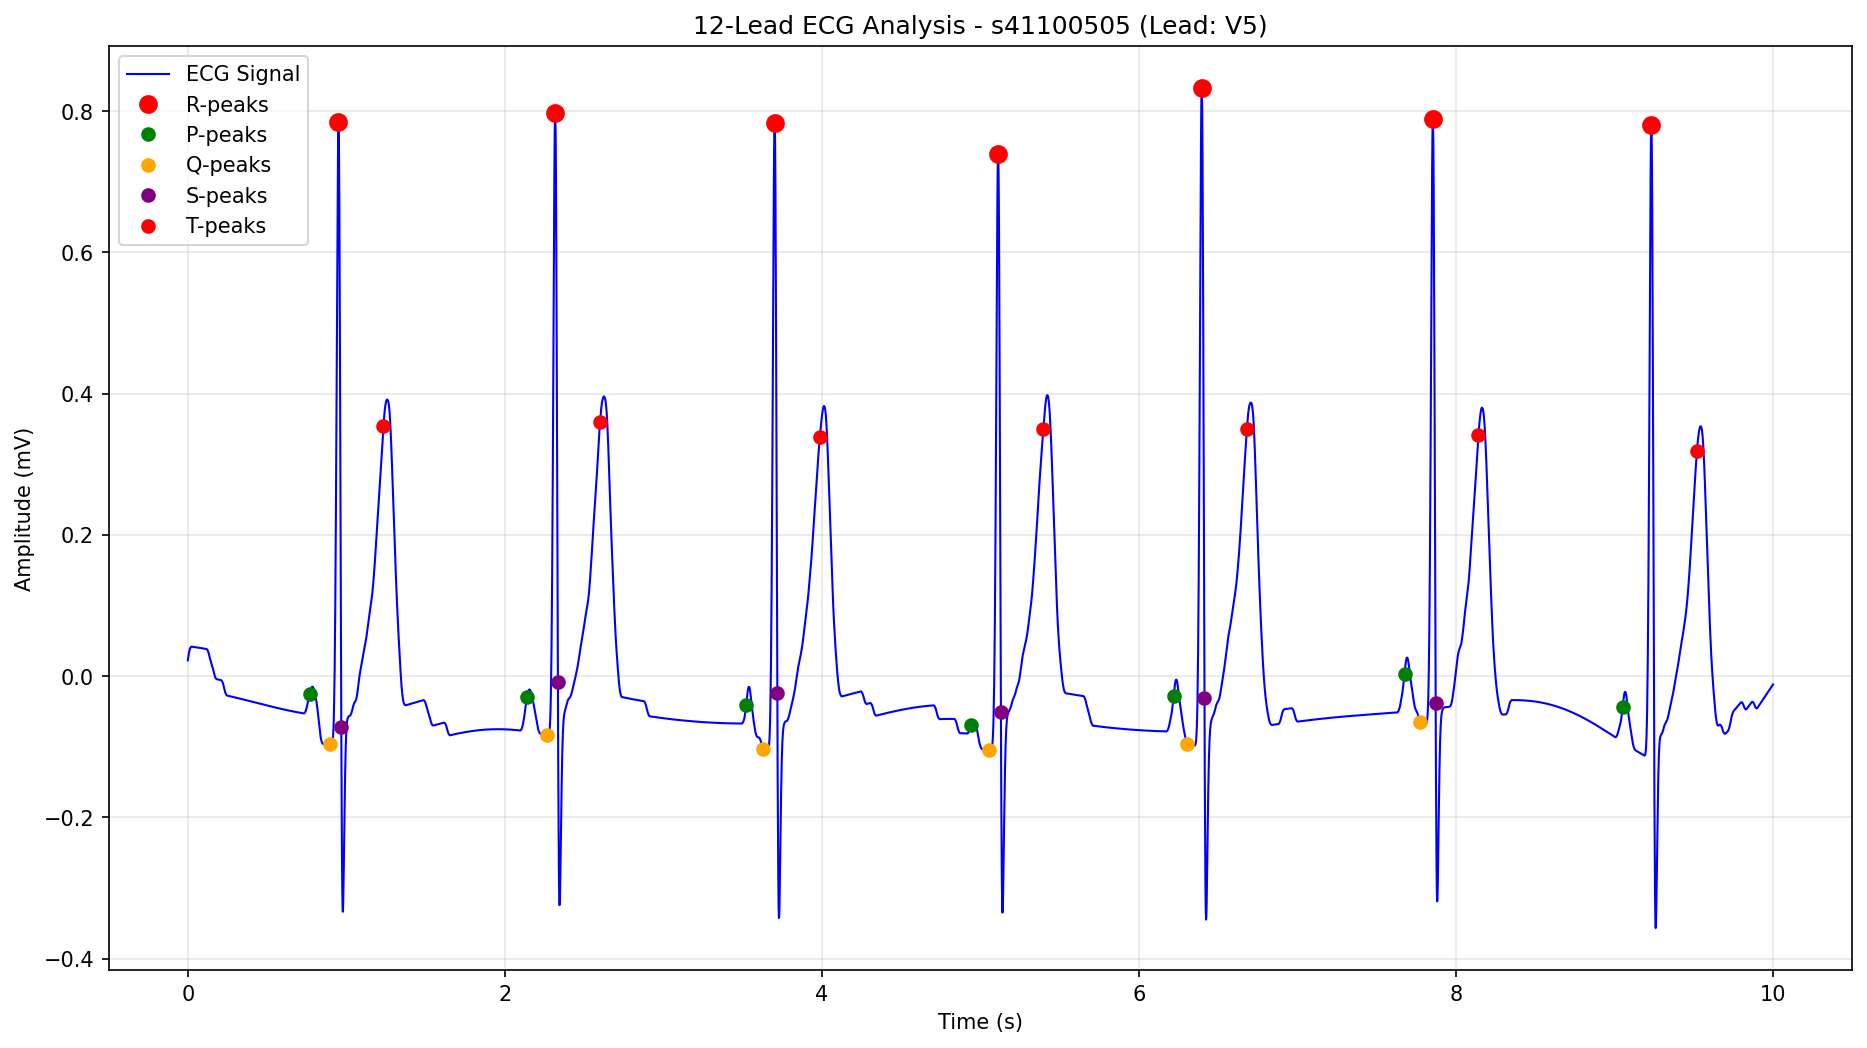 12-Lead ECG Analysis - s41100505 (Lead: V5)
ECG Signal
R-peaks
P-peaks
Q-peaks
S-peaks
T-peaks
0.8
0.6
0.4
0.2
0.0
−0.2
−0.4
Amplitude (mV)
0 2 4 6 8 10
Time (s)